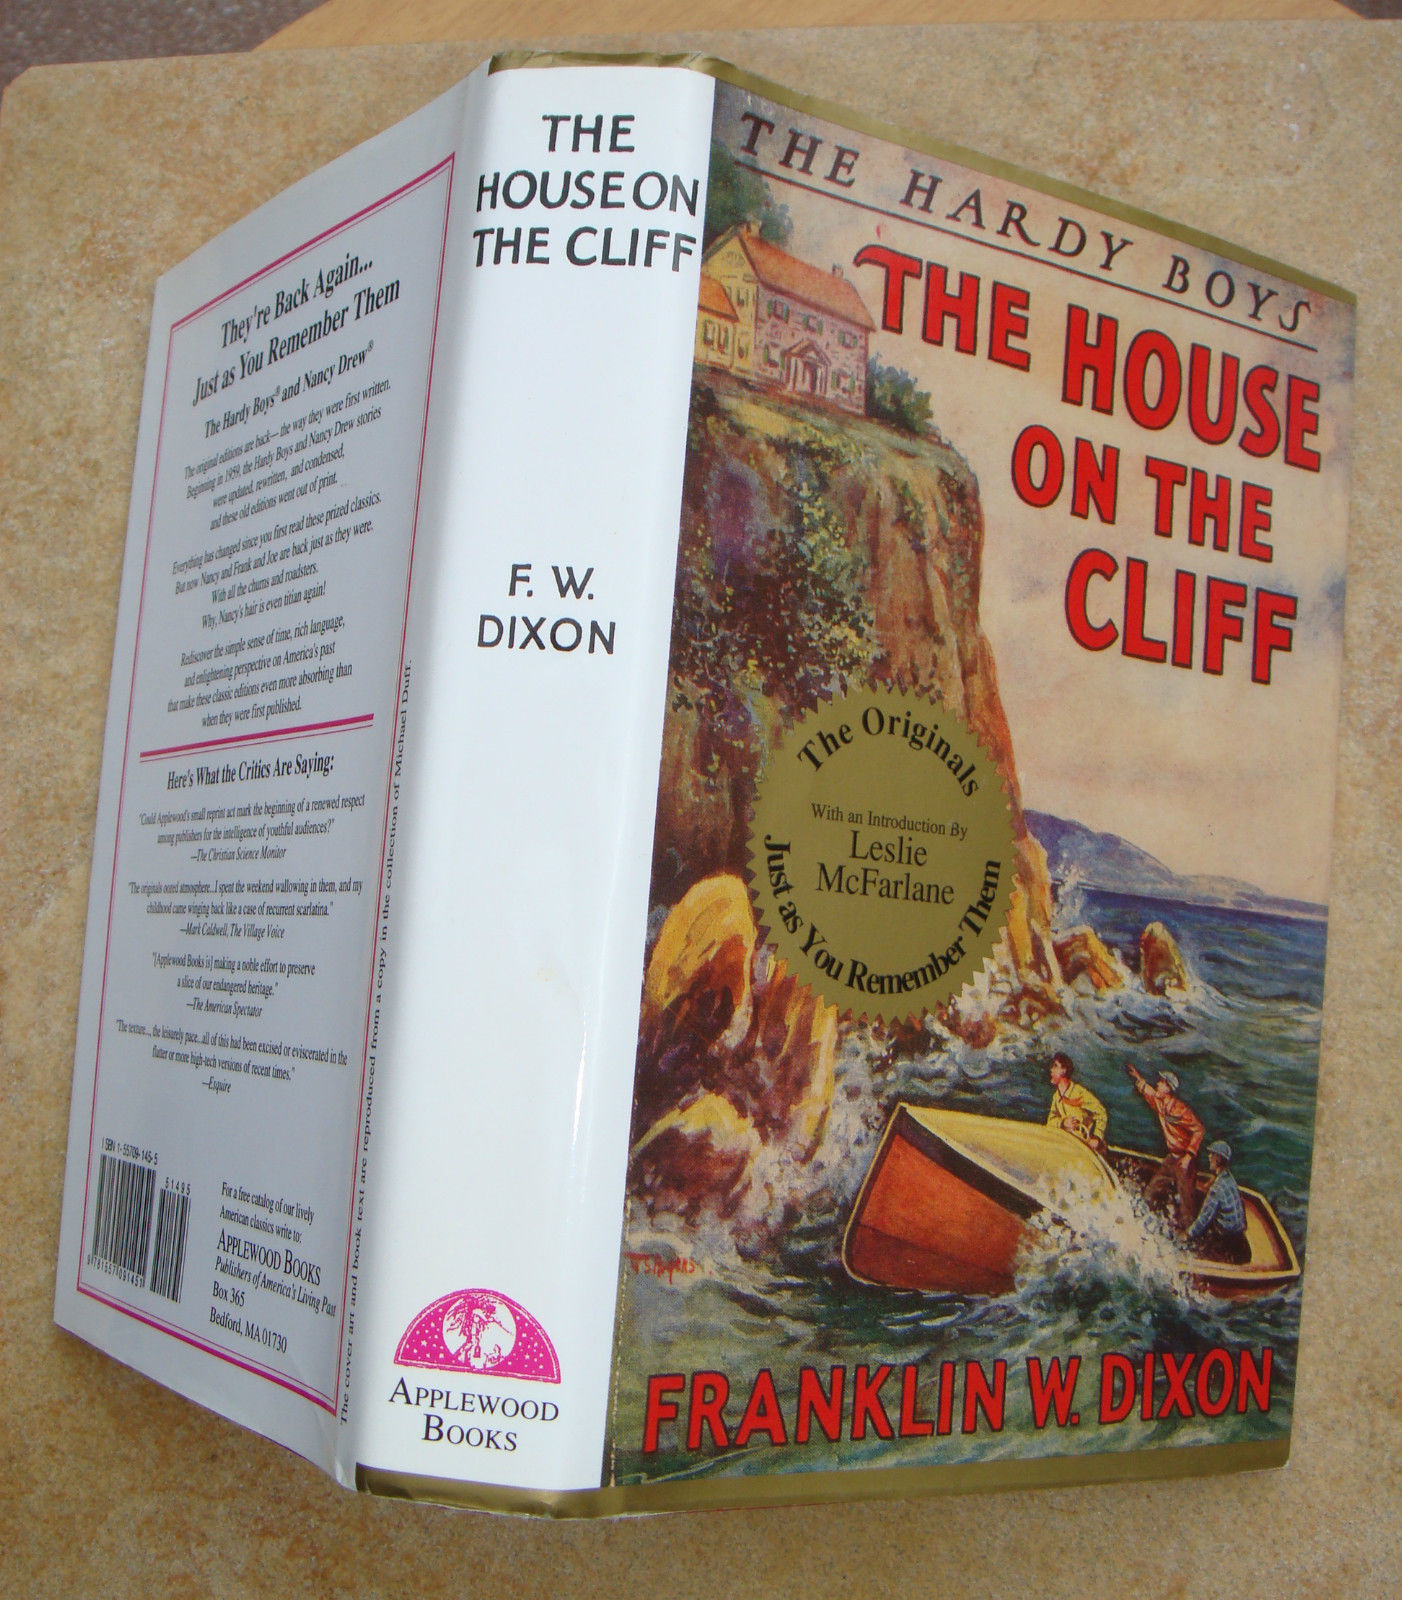 They're Back Again...
Just as You Remember Them
The Hardy Boys® and Nancy Drew®
The original editions are back—the way they were first written.
Beginning in 1959, the Hardy Boys and Nancy Drew stories
were updated, rewritten, and condensed,
and these old editions went out of print.
Everything has changed since you first read these prized classics.
But now Nancy and Frank and Joe are back just as they were.
With all the chums and roadsters.
Why, Nancy's hair is even titian again!
Rediscover the sample sense of time, rich language,
and enlightening perspective on America's past
that make these classic editions even more absorbing than
when they were first published.
Here's What the Critics Are Saying:
"Could Applewood's small reprint act mark the beginning of a renewed respect
among publishers for the intelligence of youthful audiences?"
—The Christian Science Monitor
"The originals oozed atmosphere...I spent the weekend wallowing in them, and my
childhood came winging back like a case of recurrent scarlatina."
—Mark Caldwell, The Village Voice
"[Applewood Books is] making a noble effort to preserve
a slice of our endangered heritage."
—The American Spectator
"The texture..., the leisurely pace...all of this had been excised or eviscerated in the
flutter or more high-tech versions of recent times."
—Esquire
ISBN 1-55709-145-5
51495
9781557091451
For a free catalog of our lively
American classics write to:
APPLEWOOD BOOKS
Publishers of America's Living Past
Box 365
Bedford, MA 01730
The cover art and book text are reproduced from a copy in the collection of Michael Duff.
THE
HOUSE ON
THE CLIFF
F. W.
DIXON
APPLEWOOD
BOOKS
THE HARDY BOYS
THE HOUSE
ON THE
CLIFF
The Originals
With an Introduction By
Leslie
McFarlane
Just as You Remember Them
FRANKLIN W. DIXON